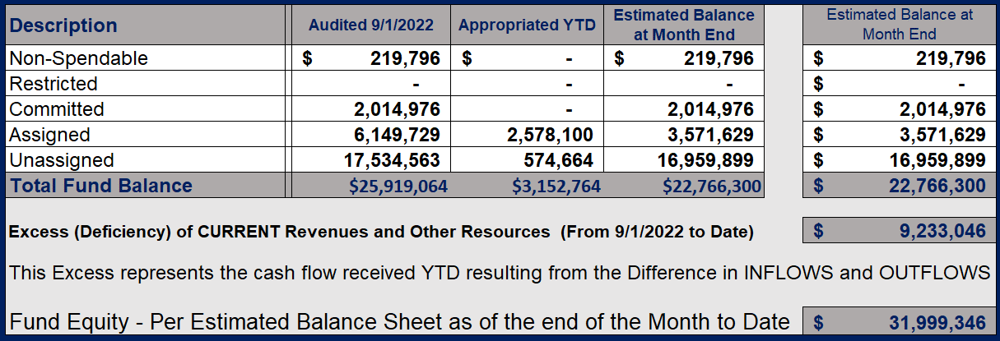 Description Audited 9/1/2022 Appropriated YTD Estimated Balance at Month End Estimated Balance at Month End
Non-Spendable $ 219,796 $ - $ 219,796 $ 219,796
Restricted - - - $ -
Committed 2,014,976 - 2,014,976 $ 2,014,976
Assigned 6,149,729 2,578,100 3,571,629 $ 3,571,629
Unassigned 17,534,563 574,664 16,959,899 $ 16,959,899
Total Fund Balance $25,919,064 $3,152,764 $22,766,300 $ 22,766,300
Excess (Deficiency) of CURRENT Revenues and Other Resources (From 9/1/2022 to Date) $ 9,233,046
This Excess represents the cash flow received YTD resulting from the Difference in INFLOWS and OUTFLOWS
Fund Equity - Per Estimated Balance Sheet as of the end of the Month to Date $ 31,999,346